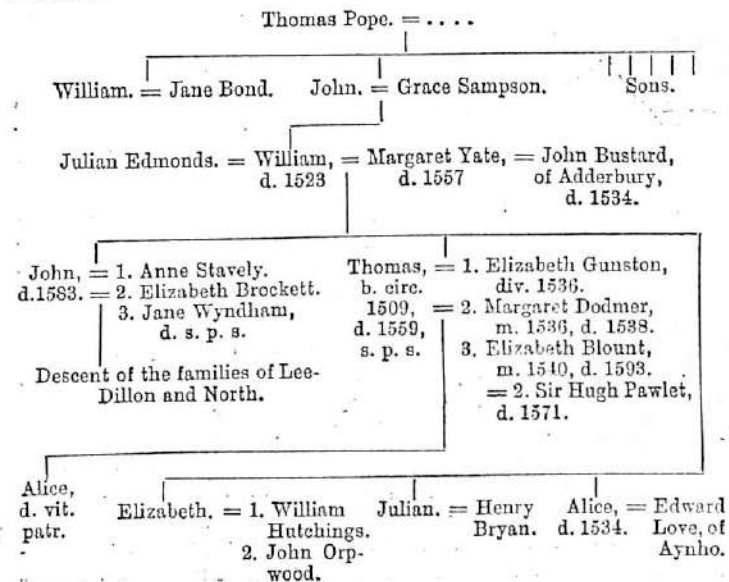 Thomas Pope. = . . . .
William. = Jane Bond. John. = Grace Sampson. Sons.
Julian Edmonds. = William, = Margaret Yate, = John Bustard,
d. 1523 d. 1557 of Adderbury,
d. 1534.
John, = 1. Anne Stavely. Thomas, = 1. Elizabeth Gunston,
d. 1583. = 2. Elizabeth Brockett. b. circ. div. 1536.
3. Jane Wyndham, 1509, = 2. Margaret Dodmer,
d. s. p. s. d. 1559, m. 1536, d. 1538.
s. p. s. 3. Elizabeth Blount,
Descent of the families of Lee- m. 1540, d. 1593.
Dillon and North. = 2. Sir Hugh Pawlet,
d. 1571.
Alice, Elizabeth. = 1. William Julian. = Henry Alice, = Edward
d. vit. Hutchings. Bryan. d. 1534. Love, of
patr. 2. John Orp- Aynho.
wood.